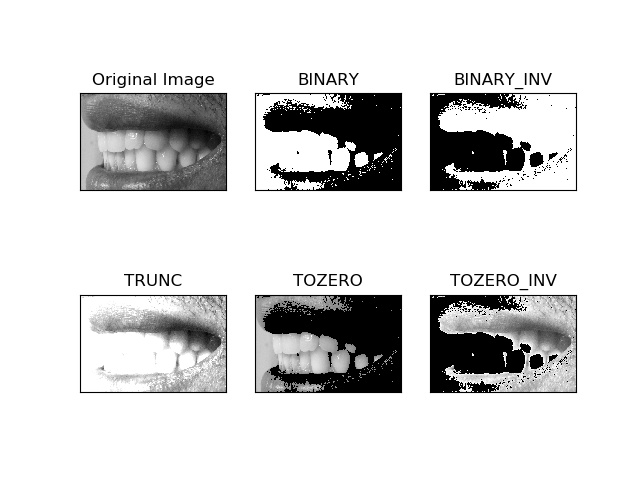 Original Image
BINARY
BINARY_INV
TRUNC
TOZERO
TOZERO_INV